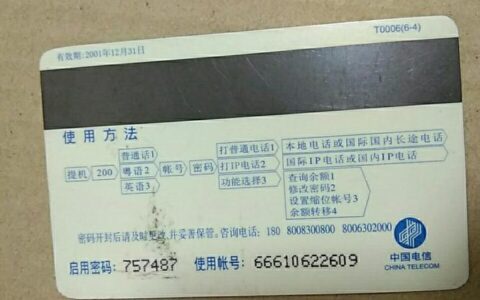 有效期:2001年12月31日
T0006(6-4)
使用方法
提机 200 普通话1 粤语2 英语3 帐号 密码 打普通电话1 本地电话或国际国内长途电话
打IP电话2 国际IP电话或国内IP电话
功能选择3 查询余额1
修改密码2
设置缩位帐号3
余额转移4
密码开封后请及时更改,并妥善保管。咨询电话: 180 8008300800 8006302000
启用密码: 757487 使用帐号: 66610622609
中国电信
CHINA TELECOM